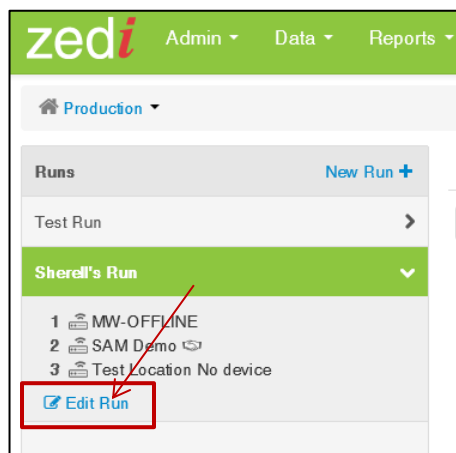 zedi Admin Data Reports
Production
Runs New Run
Test Run
Sherell's Run
1 MW-OFFLINE
2 SAM Demo
3 Test Location No device
Edit Run